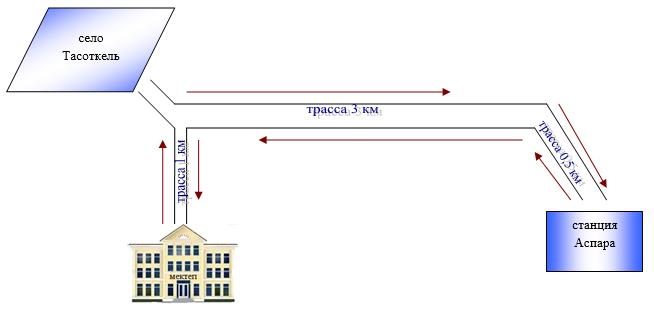 село
Тасоткель
трасса 3 км
трасса 1 км
трасса 0,5 км
станция
Аспара
мектеп